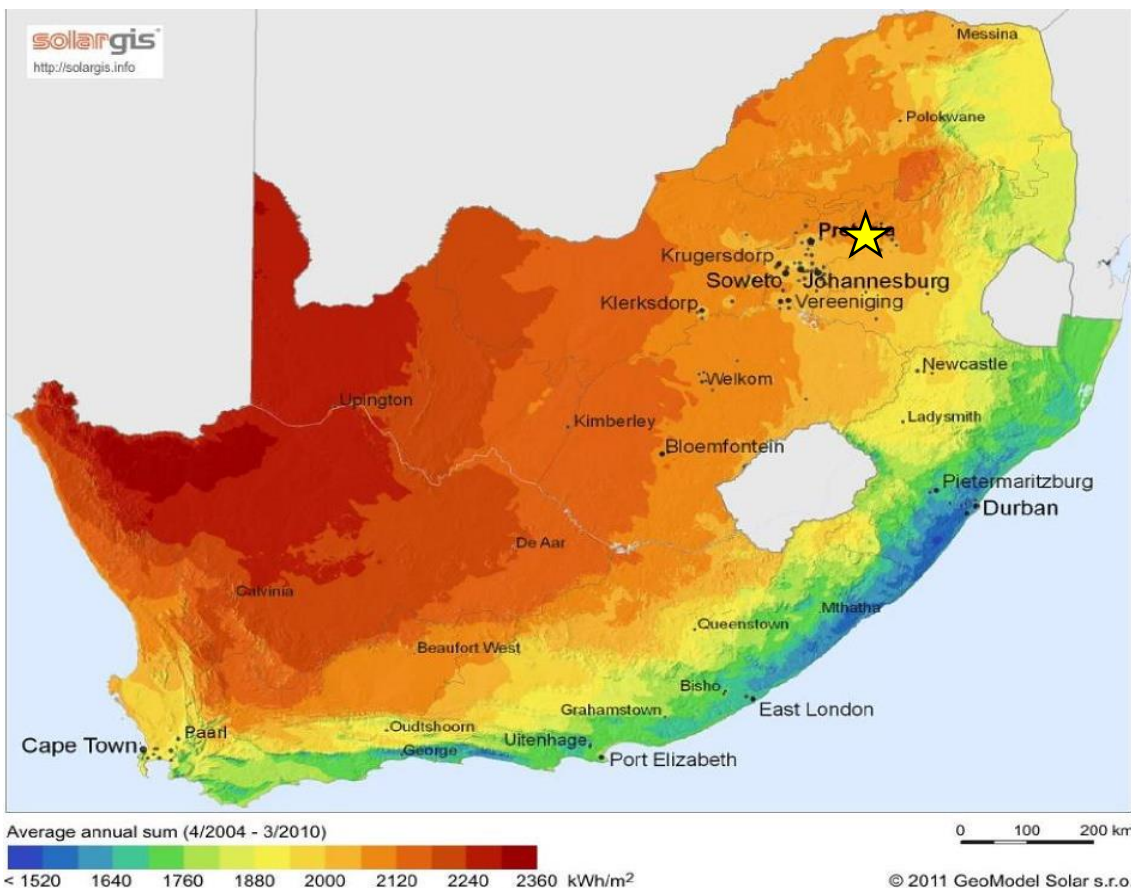 solargis
http://solargis.info
Messina
Polokwane
Pretoria
Krugersdorp
Soweto
Johannesburg
Klerksdorp
Vereeniging
Welkom
Newcastle
Upington
Kimberley
Ladysmith
Bloemfontein
Pietermaritzburg
Durban
De Aar
Calvinia
Mthatha
Queenstown
Beaufort West
Bisho
Grahamstown
East London
Oudtshoorn
Paarl
Cape Town
George
Uitenhage
Port Elizabeth
Average annual sum (4/2004 - 3/2010)
0 100 200 km
< 1520 1640 1760 1880 2000 2120 2240 2360 kWh/m²
© 2011 GeoModel Solar s.r.o